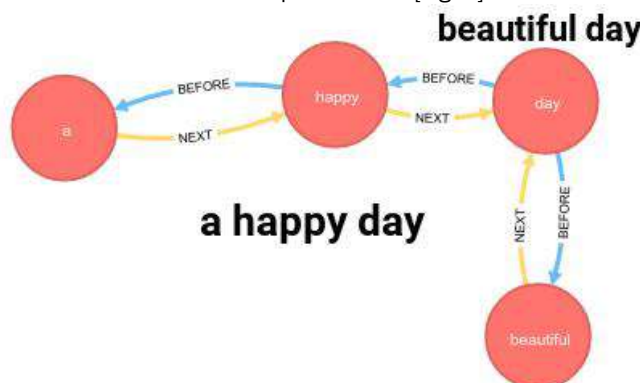 beautiful day
BEFORE
BEFORE
happy
day
a
NEXT
NEXT
a happy day
NEXT
BEFORE
beautiful